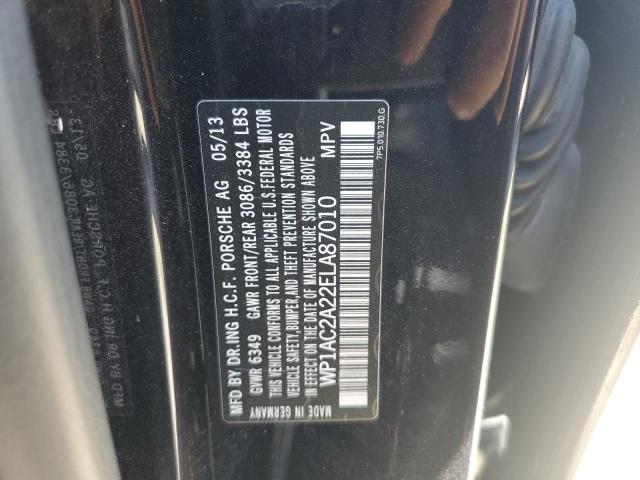 MFD BY DR.ING H.C.F. PORSCHE AG 05/13
GVWR 6349 GAWR FRONT/REAR 3086/3384 LBS
THIS VEHICLE CONFORMS TO ALL APPLICABLE U.S.FEDERAL MOTOR
VEHICLE SAFETY,BUMPER,AND THEFT PREVENTION STANDARDS
IN EFFECT ON THE DATE OF MANUFACTURE SHOWN ABOVE
WP1AC2A22ELA87010 MPV
MADE IN GERMANY
7P5.010.730.G